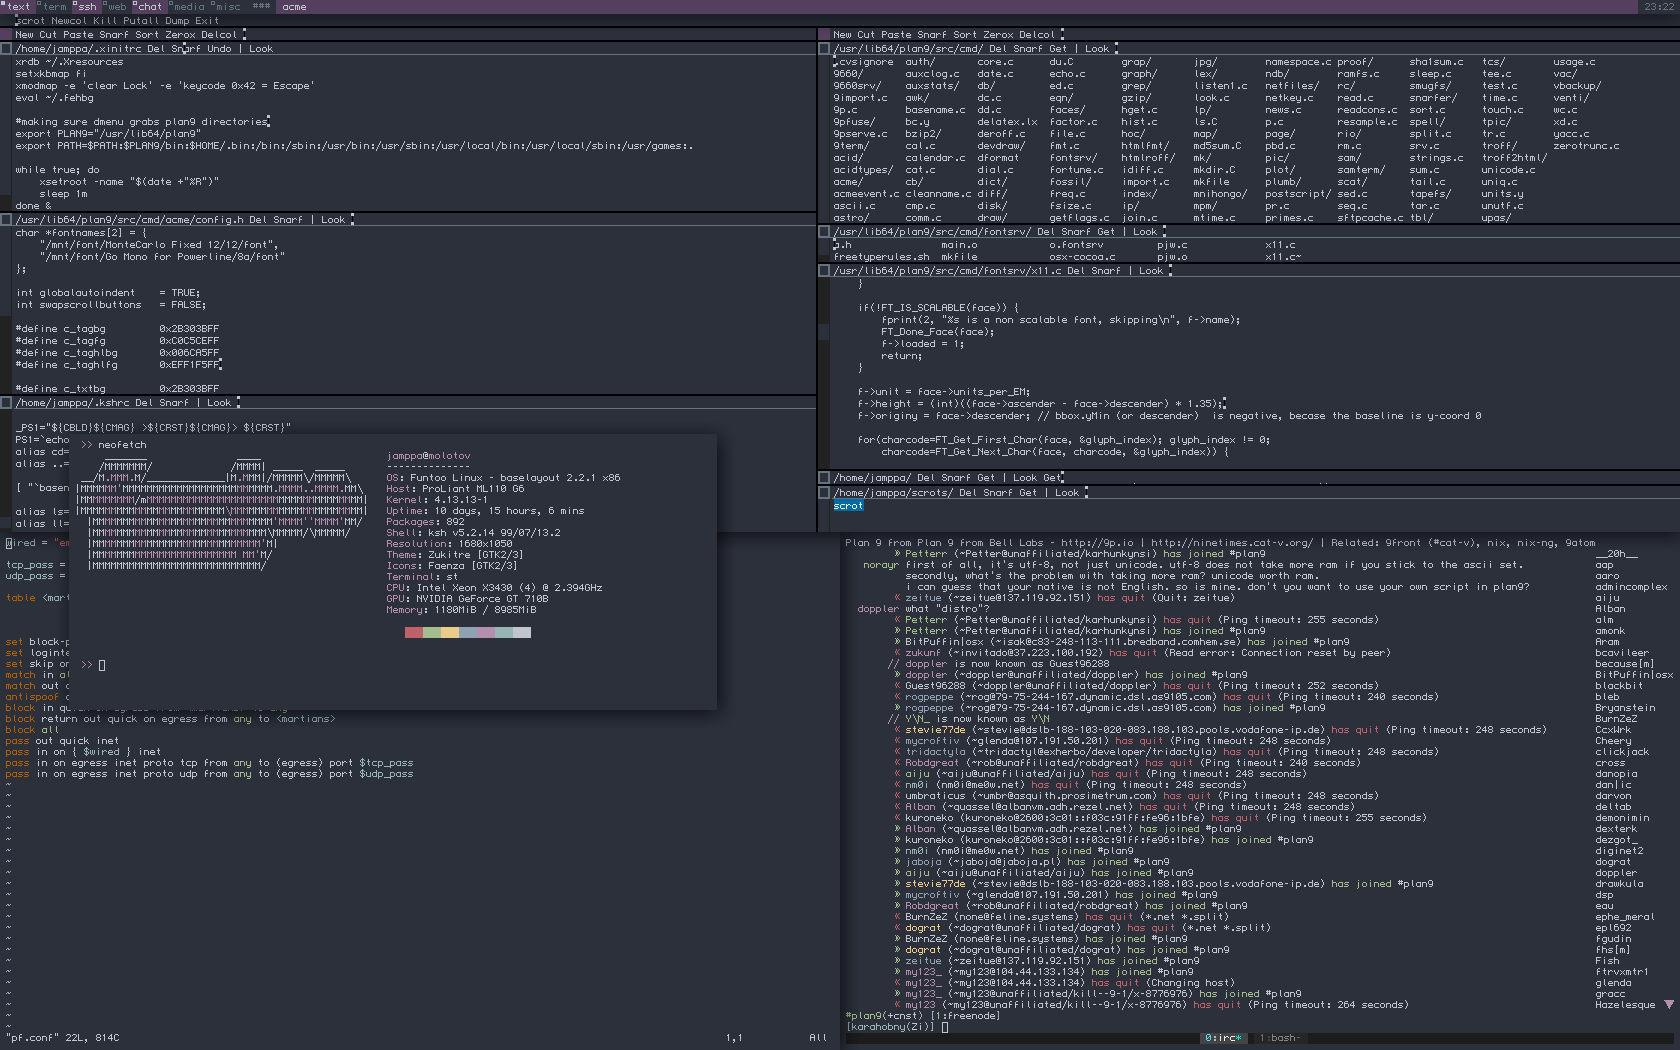 text term ssh web chat media misc ### acme 23:22
scrot Newcol Kill Putall Dump Exit
New Cut Paste Snarf Sort Zerox Delcol
/home/jamppa/.xinitrc Del Snarf Undo | Look
xrdb ~/.Xresources
setxkbmap fi
xmodmap -e 'clear Lock' -e 'keycode 0x42 = Escape'
eval ~/.fehbg
#making sure dmenu grabs plan9 directories
export PLAN9="/usr/lib64/plan9"
export PATH=$PATH:$PLAN9/bin:$HOME/.bin:/bin:/sbin:/usr/bin:/usr/sbin:/usr/local/bin:/usr/local/sbin:/usr/games:.
while true; do
xsetroot -name "$(date +"%R")"
sleep 1m
done &
/usr/lib64/plan9/src/cmd/acme/config.h Del Snarf | Look
char *fontnames[2] = {
"/mnt/font/MonteCarlo Fixed 12/12/font",
"/mnt/font/Go Mono for Powerline/8a/font"
};
int globalautoindent = TRUE;
int swapscrollbuttons = FALSE;
#define c_tagbg 0x2B303BFF
#define c_tagfg 0xC0C5CEFF
#define c_taghlbg 0x006CA5FF
#define c_taghlfg 0xEFF1F5FF
#define c_txtbg 0x2B303BFF
/home/jamppa/.kshrc Del Snarf | Look
_PS1="${CBLD}${CMAG} >${CRST}${CMAG}> ${CRST}"
PS1=`echo
alias cd=
alias ..=
[ "`basen
alias ls=
alias ll=
New Cut Paste Snarf Sort Zerox Delcol
/usr/lib64/plan9/src/cmd/ Del Snarf Get | Look
.cvsignore auth/ date.c du.C grap/ jpg/ namespace.c proof/ sha1sum.c tcs/ usage.c
9660/ auxclog.c date.c echo.c graph/ lex/ ndb/ ramfs.c sleep.c tee.c vac/
9660srv/ auxstats/ db/ ed.c grep/ listen1.c netfiles/ rc/ smugfs/ test.c vbackup/
9import.c awk/ dc.c eqn/ gzip/ look.c netkey.c read.c snarfer/ time.c venti/
9p.c basename.c dd.c faces/ hget.c lp/ news.c readcons.c sort.c touch.c wc.c
9pfuse/ bc.y delatex.lx factor.c hist.c ls.C p.c resample.c spell/ tpic/ xd.c
9pserve.c bzip2/ deroff.c file.c hoc/ map/ page/ rio/ split.c tr.c yacc.c
9term/ cal.c devdraw/ fmt.c htmlfmt/ md5sum.C pbd.c rm.c srv.c troff/ zerotrunc.c
acid/ calendar.c dformat fontsrv/ htmlroff/ mk/ pic/ sam/ strings.c troff2html/
acidtypes/ cat.c dial.c fortune.c idiff.c mkdir.C plot/ samterm/ sum.c unicode.c
acme/ cb/ dict/ fossil/ import.c mkfile plumb/ scat/ tail.c uniq.c
acmeevent.c cleanname.c diff/ freq.c index/ mnihongo/ postscript/ sed.c tapefs/ units.y
ascii.c cmp.c disk/ fsize.c ip/ mpm/ pr.c seq.c tar.c unutf.c
astro/ comm.c draw/ getflags.c join.c mtime.c primes.c sftpcache.c tbl/ upas/
/usr/lib64/plan9/src/cmd/fontsrv/ Del Snarf Get | Look
a.h main.o o.fontsrv pjw.c x11.c
freetyperules.sh mkfile osx-cocoa.c pjw.o x11.c~
/usr/lib64/plan9/src/cmd/fontsrv/x11.c Del Snarf | Look
}
if(!FT_IS_SCALABLE(face)) {
fprint(2, "%s is a non scalable font, skipping\n", f->name);
FT_Done_Face(face);
f->loaded = 1;
return;
}
f->unit = face->units_per_EM;
f->height = (int)((face->ascender - face->descender) * 1.35);
f->originy = face->descender; // bbox.yMin (or descender)  is negative, becase the baseline is y-coord 0
for(charcode=FT_Get_First_Char(face, &glyph_index); glyph_index != 0;
charcode=FT_Get_Next_Char(face, charcode, &glyph_index)) {
/home/jamppa/ Del Snarf Get | Look Get
/home/jamppa/scrots/ Del Snarf Get | Look
scrot
>> neofetch
jamppa@molotov
--------------
OS: Funtoo Linux - baselayout 2.2.1 x86
Host: ProLiant ML110 G6
Kernel: 4.13.13-1
Uptime: 10 days, 15 hours, 6 mins
Packages: 892
Shell: ksh v5.2.14 99/07/13.2
Resolution: 1680x1050
Theme: Zukitre [GTK2/3]
Icons: Faenza [GTK2/3]
Terminal: st
CPU: Intel Xeon X3430 (4) @ 2.394GHz
GPU: NVIDIA GeForce GT 710B
Memory: 1180MiB / 8985MiB
>>
wired = "em
tcp_pass =
udp_pass =
table <mart
set block-p
set loginte
set skip on
match in al
match out o
antispoof
block in
block return out quick on egress from any to <martians>
block all
pass out quick inet
pass in on { $wired } inet
pass in on egress inet proto tcp from any to (egress) port $tcp_pass
pass in on egress inet proto udp from any to (egress) port $udp_pass
"pf.conf" 22L, 814C 1,1 All
Plan 9 from Plan 9 from Bell Labs - http://9p.io | http://ninetimes.cat-v.org/ | Related: 9front (#cat-v), nix, nix-ng, 9atom
» Petterr (~Petter@unaffiliated/karhunkynsi) has joined #plan9 __20h__
norayr first of all, it's utf-8, not just unicode. utf-8 does not take more ram if you stick to the ascii set. aap
secondly, what's the problem with taking more ram? unicode worth ram. aaro
i can guess that your native is not English. so is mine. don't you want to use your own script in plan9? admincomplex
« zeitue (~zeitue@137.119.92.151) has quit (Quit: zeitue) aiju
doppler what "distro"? Alban
« Petterr (~Petter@unaffiliated/karhunkynsi) has quit (Ping timeout: 255 seconds) alm
» Petterr (~Petter@unaffiliated/karhunkynsi) has joined #plan9 amonk
» BitPuffin|osx (~isak@c83-248-113-111.bredband.comhem.se) has joined #plan9 Aram
« zukunf (~invitado@37.223.100.192) has quit (Read error: Connection reset by peer) bcavileer
// doppler is now known as Guest96288 because[m]
» doppler (~doppler@unaffiliated/doppler) has joined #plan9 BitPuffin|osx
« Guest96288 (~doppler@unaffiliated/doppler) has quit (Ping timeout: 252 seconds) blackbit
« rogpeppe (~rog@79-75-244-167.dynamic.dsl.as9105.com) has quit (Ping timeout: 240 seconds) bleb
» rogpeppe (~rog@79-75-244-167.dynamic.dsl.as9105.com) has joined #plan9 Bryanstein
// Y\N_ is now known as Y\N BurnZeZ
« stevie77de (~stevie@dslb-188-103-020-083.188.103.pools.vodafone-ip.de) has quit (Ping timeout: 248 seconds) CcxWrk
« mycroftiv (~glenda@107.191.50.201) has quit (Ping timeout: 248 seconds) Cheery
« tridactyla (~tridactyl@exherbo/developer/tridactyla) has quit (Ping timeout: 248 seconds) clickjack
« Robdgreat (~rob@unaffiliated/robdgreat) has quit (Ping timeout: 240 seconds) cross
« aiju (~aiju@unaffiliated/aiju) has quit (Ping timeout: 248 seconds) danopia
« nm0i (nm0i@me0w.net) has quit (Ping timeout: 248 seconds) dan|ic
« umbraticus (~umbr@asquith.prosimetrum.com) has quit (Ping timeout: 248 seconds) darvon
« Alban (~quassel@albanvm.adh.rezel.net) has quit (Ping timeout: 248 seconds) deltab
« kuroneko (kuroneko@2600:3c01::f03c:91ff:fe96:1bfe) has quit (Ping timeout: 255 seconds) demonimin
» Alban (~quassel@albanvm.adh.rezel.net) has joined #plan9 dexterk
» kuroneko (kuroneko@2600:3c01::f03c:91ff:fe96:1bfe) has joined #plan9 dezgot_
» nm0i (nm0i@me0w.net) has joined #plan9 diginet2
» jaboja (~jaboja@jaboja.pl) has joined #plan9 dograt
» aiju (~aiju@unaffiliated/aiju) has joined #plan9 doppler
» stevie77de (~stevie@dslb-188-103-020-083.188.103.pools.vodafone-ip.de) has joined #plan9 drawkula
» mycroftiv (~glenda@107.191.50.201) has joined #plan9 dsp
» Robdgreat (~rob@unaffiliated/robdgreat) has joined #plan9 eau
« BurnZeZ (none@feline.systems) has quit (*.net *.split) ephe_meral
« dograt (~dograt@unaffiliated/dograt) has quit (*.net *.split) epl692
» BurnZeZ (none@feline.systems) has joined #plan9 fgudin
» dograt (~dograt@unaffiliated/dograt) has joined #plan9 fhs[m]
» zeitue (~zeitue@137.119.92.151) has joined #plan9 Fish
» my123_ (~my123@104.44.133.134) has joined #plan9 ftrvxmtr1
« my123_ (~my123@104.44.133.134) has quit (Changing host) glenda
» my123_ (~my123@unaffiliated/kill--9-1/x-8776976) has joined #plan9 gracc
« my123 (~my123@unaffiliated/kill--9-1/x-8776976) has quit (Ping timeout: 264 seconds) Hazelesque
#plan9(+cnst) [1:freenode]
[karahobny(Zi)]
0:irc* 1:bash-